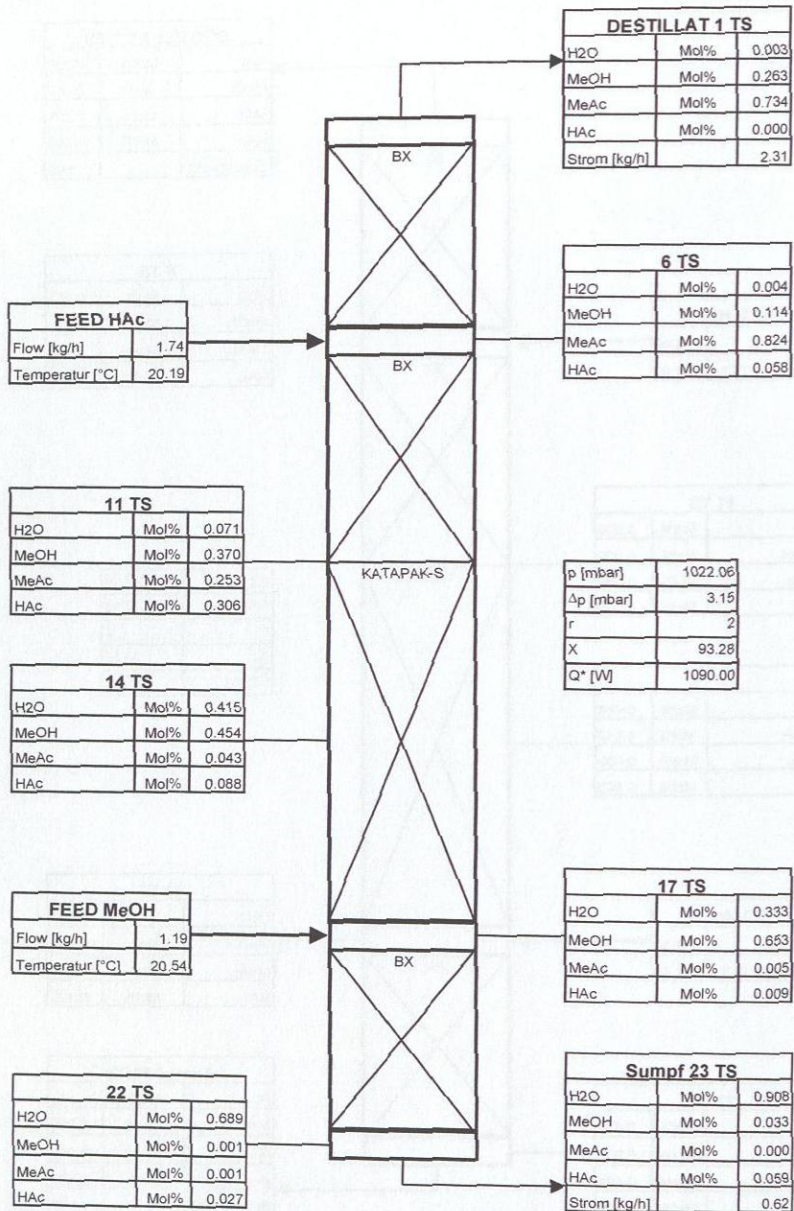 DESTILLAT 1 TS
H2O Mol% 0.003
MeOH Mol% 0.263
MeAc Mol% 0.734
HAc Mol% 0.000
Strom [kg/h] 2.31
BX
6 TS
H2O Mol% 0.004
MeOH Mol% 0.114
MeAc Mol% 0.824
HAc Mol% 0.058
FEED HAc
Flow [kg/h] 1.74
Temperatur [°C] 20.19
BX
11 TS
H2O Mol% 0.071
MeOH Mol% 0.370
MeAc Mol% 0.253
HAc Mol% 0.306
KATAPAK-S
p [mbar] 1022.06
Δp [mbar] 3.15
r 2
X 93.28
Q* [W] 1090.00
14 TS
H2O Mol% 0.415
MeOH Mol% 0.454
MeAc Mol% 0.043
HAc Mol% 0.088
FEED MeOH
Flow [kg/h] 1.19
Temperatur [°C] 20.54
17 TS
H2O Mol% 0.333
MeOH Mol% 0.653
MeAc Mol% 0.005
HAc Mol% 0.009
BX
22 TS
H2O Mol% 0.689
MeOH Mol% 0.001
MeAc Mol% 0.001
HAc Mol% 0.027
Sumpf 23 TS
H2O Mol% 0.908
MeOH Mol% 0.033
MeAc Mol% 0.000
HAc Mol% 0.059
Strom [kg/h] 0.62